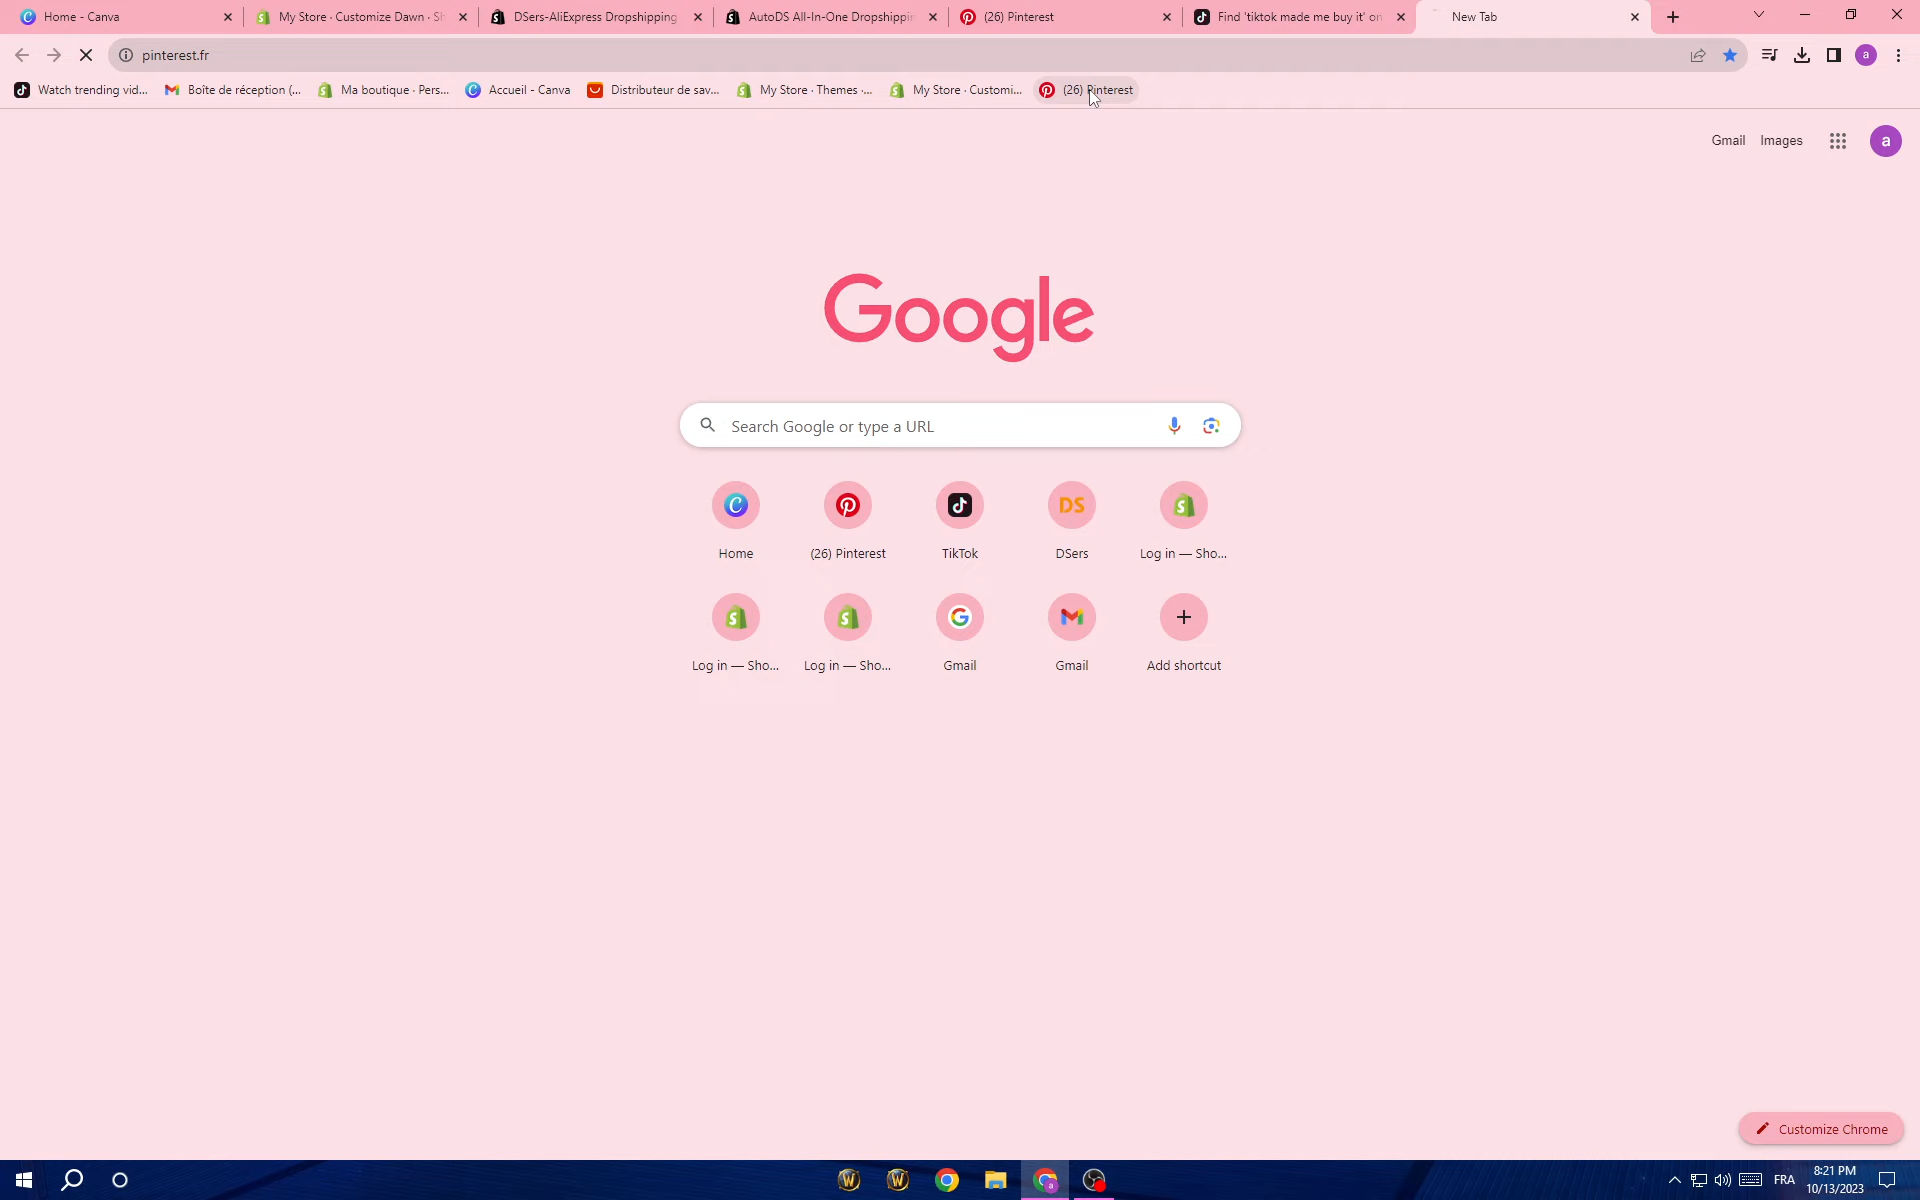 Home - Canva
My Store · Customize Dawn · Sh
DSers-AliExpress Dropshipping
AutoDS All-In-One Dropshippin
(26) Pinterest
Find 'tiktok made me buy it' on
New Tab
pinterest.fr
a
Watch trending vid...
Boîte de réception (...
Ma boutique · Pers...
Accueil - Canva
Distributeur de sav...
My Store · Themes ·...
My Store · Customi...
(26) Pinterest
Gmail
Images
a
Google
Search Google or type a URL
Home
(26) Pinterest
TikTok
DS
DSers
Log in — Sho...
Log in — Sho...
Log in — Sho...
Gmail
Gmail
Add shortcut
Customize Chrome
FRA
8:21 PM
10/13/2023